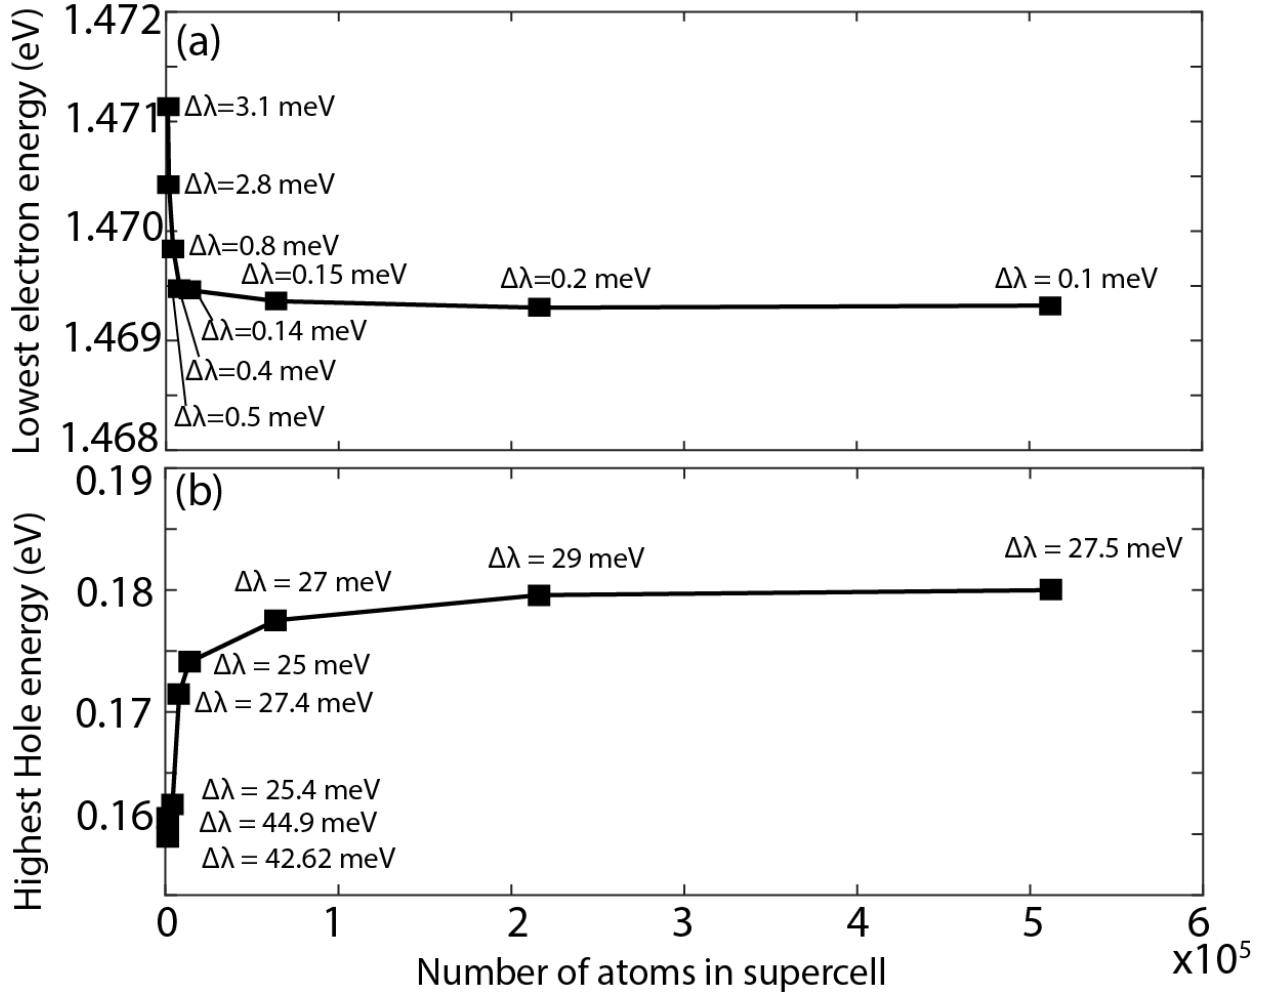 1.472
(a)
Δλ=3.1 meV
1.471
Δλ=2.8 meV
1.470
Δλ=0.8 meV
Δλ=0.15 meV
Δλ=0.2 meV
Δλ = 0.1 meV
Δλ=0.14 meV
1.469
Δλ=0.4 meV
Δλ=0.5 meV
1.468
Lowest electron energy (eV)
0.19
(b)
Δλ = 27.5 meV
Δλ = 29 meV
Δλ = 27 meV
0.18
Δλ = 25 meV
Δλ = 27.4 meV
0.17
Δλ = 25.4 meV
0.16
Δλ = 44.9 meV
Δλ = 42.62 meV
Highest Hole energy (eV)
0 1 2 3 4 5 6
x10⁵
Number of atoms in supercell